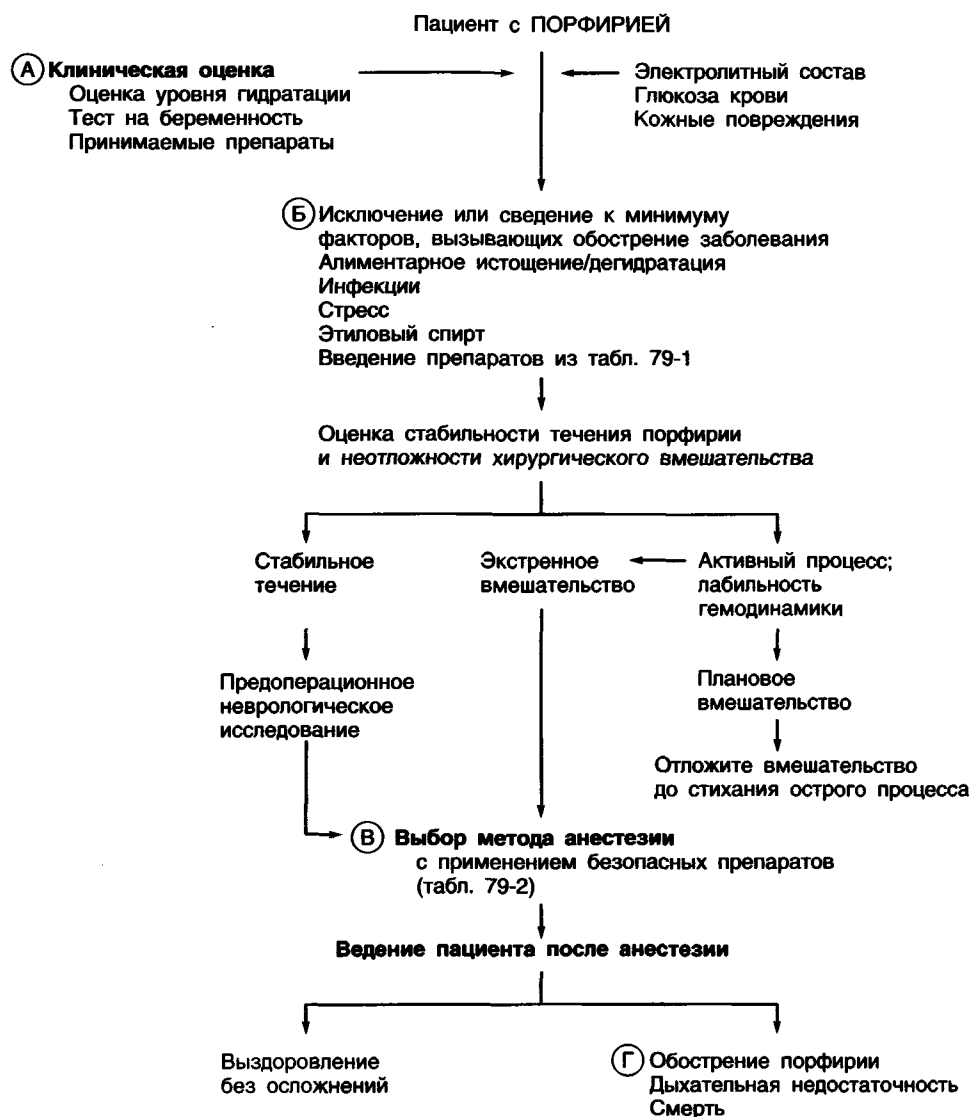 Пациент с ПОРФИРИЕЙ
А Клиническая оценка
Оценка уровня гидратации
Тест на беременность
Принимаемые препараты
Электролитный состав
Глюкоза крови
Кожные повреждения
Б Исключение или сведение к минимуму
факторов, вызывающих обострение заболевания
Алиментарное истощение/дегидратация
Инфекции
Стресс
Этиловый спирт
Введение препаратов из табл. 79-1
Оценка стабильности течения порфирии
и неотложности хирургического вмешательства
Стабильное
течение
Экстренное
вмешательство
Активный процесс;
лабильность
гемодинамики
Предоперационное
неврологическое
исследование
Плановое
вмешательство
Отложите вмешательство
до стихания острого процесса
В Выбор метода анестезии
с применением безопасных препаратов
(табл. 79-2)
Ведение пациента после анестезии
Выздоровление
без осложнений
Г Обострение порфирии
Дыхательная недостаточность
Смерть